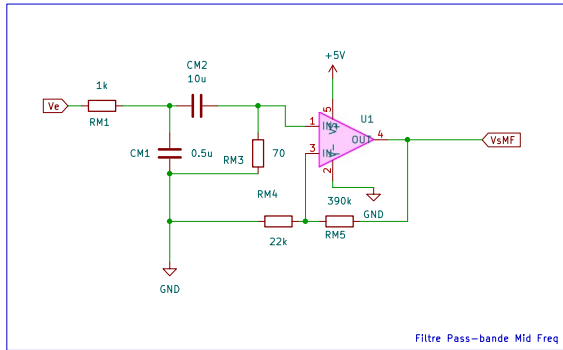 +5V
CM2
10u
1k
Ve
RM1
CM1
0.5u
RM3
70
U1
5
V+
1
IN+
OUT
4
VsMF
3
IN-
V-
2
RM4
390k
GND
22k
RM5
GND
Filtre Pass-bande Mid Freq